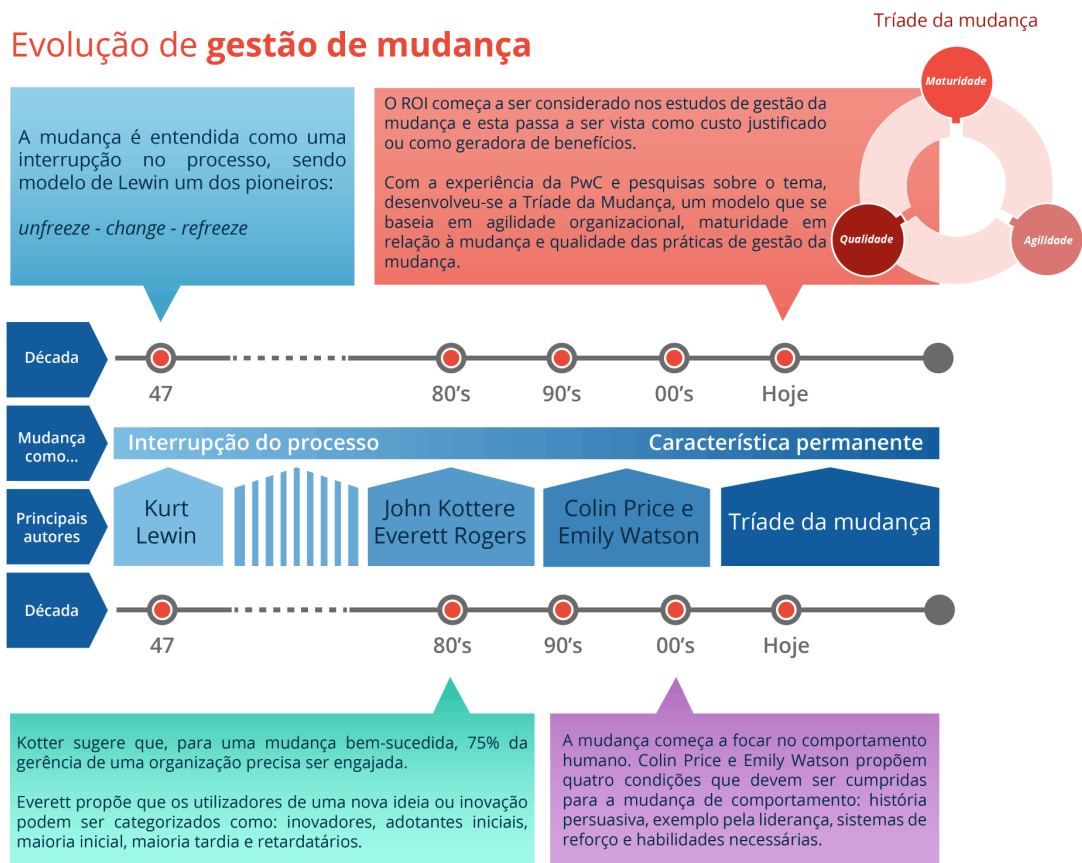 Tríade da mudança
Evolução de gestão de mudança
Maturidade
Qualidade
Agilidade
A mudança é entendida como uma
interrupção no processo, sendo
modelo de Lewin um dos pioneiros:
unfreeze - change - refreeze
O ROI começa a ser considerado nos estudos de gestão da
mudança e esta passa a ser vista como custo justificado
ou como geradora de benefícios.
Com a experiência da PwC e pesquisas sobre o tema,
desenvolveu-se a Tríade da Mudança, um modelo que se
baseia em agilidade organizacional, maturidade em
relação à mudança e qualidade das práticas de gestão da
mudança.
Década
47
80’s
90’s
00’s
Hoje
Mudança
como...
Interrupção do processo
Característica permanente
Principais
autores
Kurt
Lewin
John Kottere
Everett Rogers
Colin Price e
Emily Watson
Tríade da mudança
Década
47
80’s
90’s
00’s
Hoje
Kotter sugere que, para uma mudança bem-sucedida, 75% da
gerência de uma organização precisa ser engajada.
Everett propõe que os utilizadores de uma nova ideia ou inovação
podem ser categorizados como: inovadores, adotantes iniciais,
maioria inicial, maioria tardia e retardatários.
A mudança começa a focar no comportamento
humano. Colin Price e Emily Watson propõem
quatro condições que devem ser cumpridas
para a mudança de comportamento: história
persuasiva, exemplo pela liderança, sistemas de
reforço e habilidades necessárias.